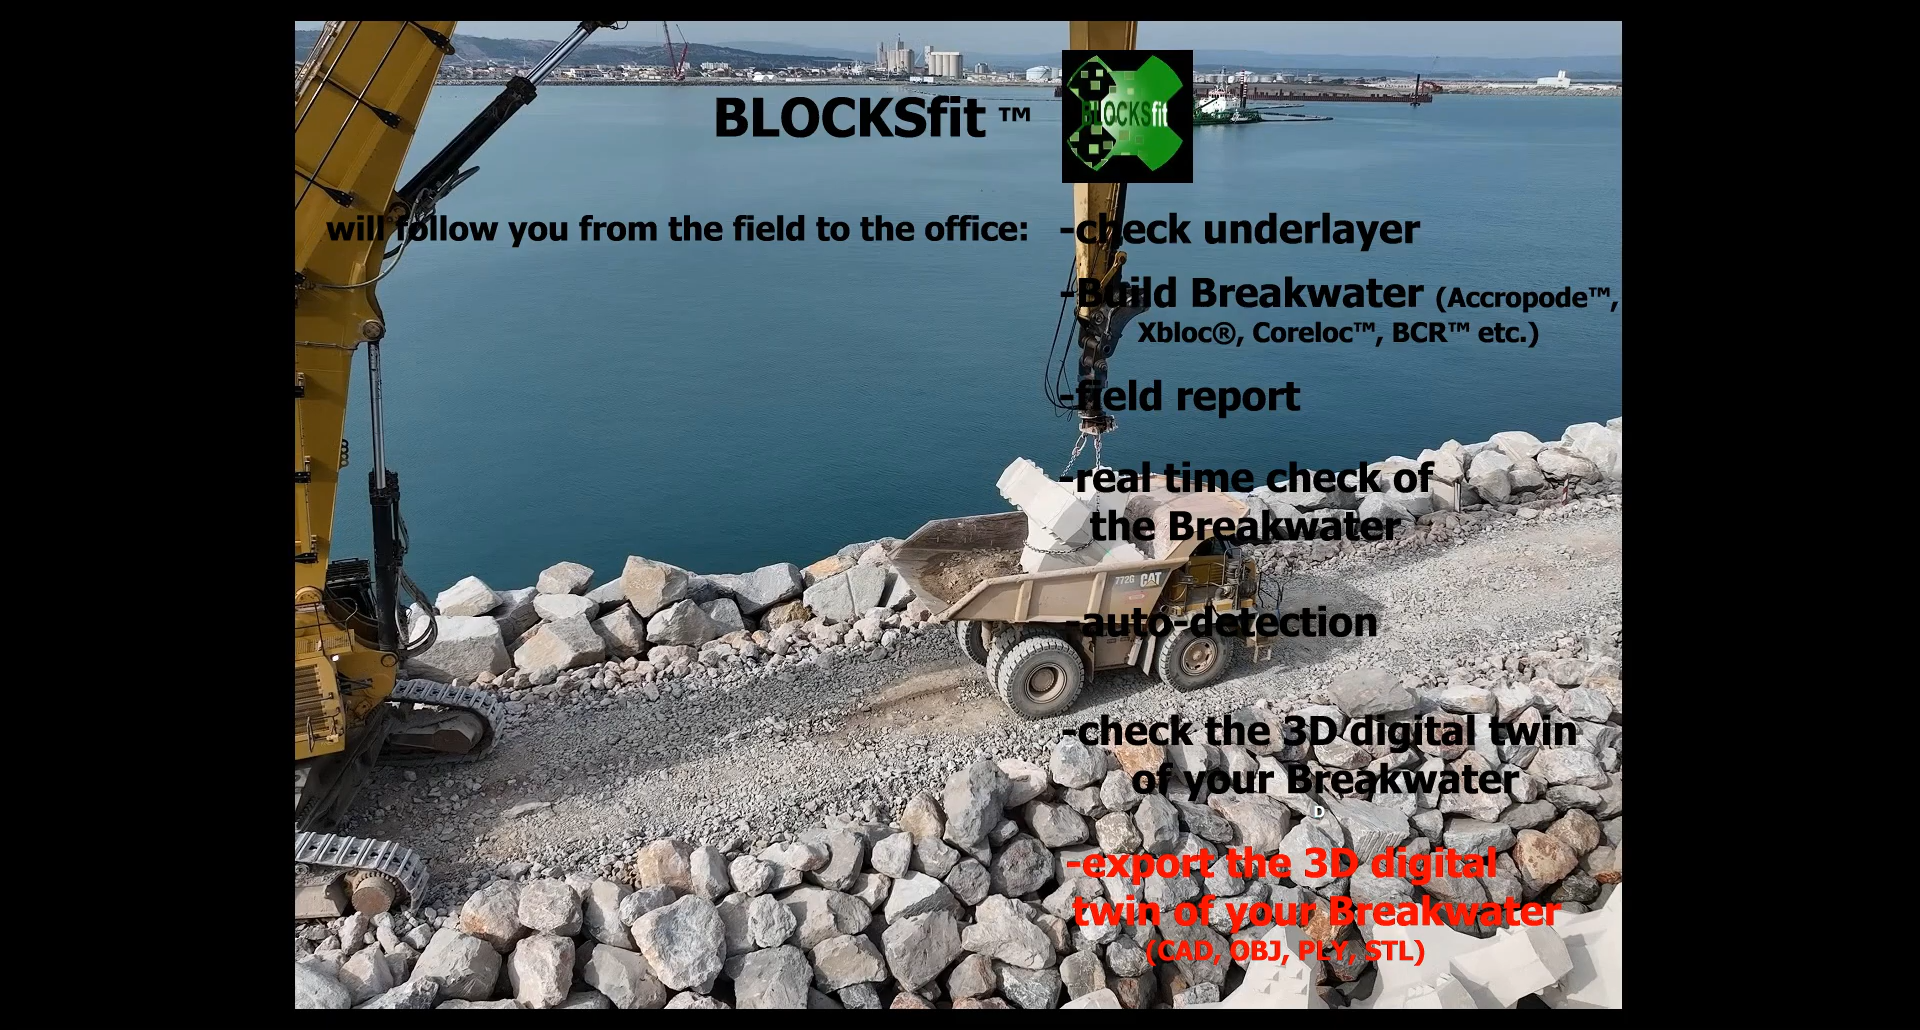 BLOCKSfit ™
BLOCKSfit
will follow you from the field to the office:
-check underlayer
-Build Breakwater (Accropode™,
Xbloc®, Coreloc™, BCR™ etc.)
-field report
-real time check of
the Breakwater
772G CAT
-auto-detection
-check the 3D digital twin
of your Breakwater
D
-export the 3D digital
twin of your Breakwater
(CAD, OBJ, PLY, STL)